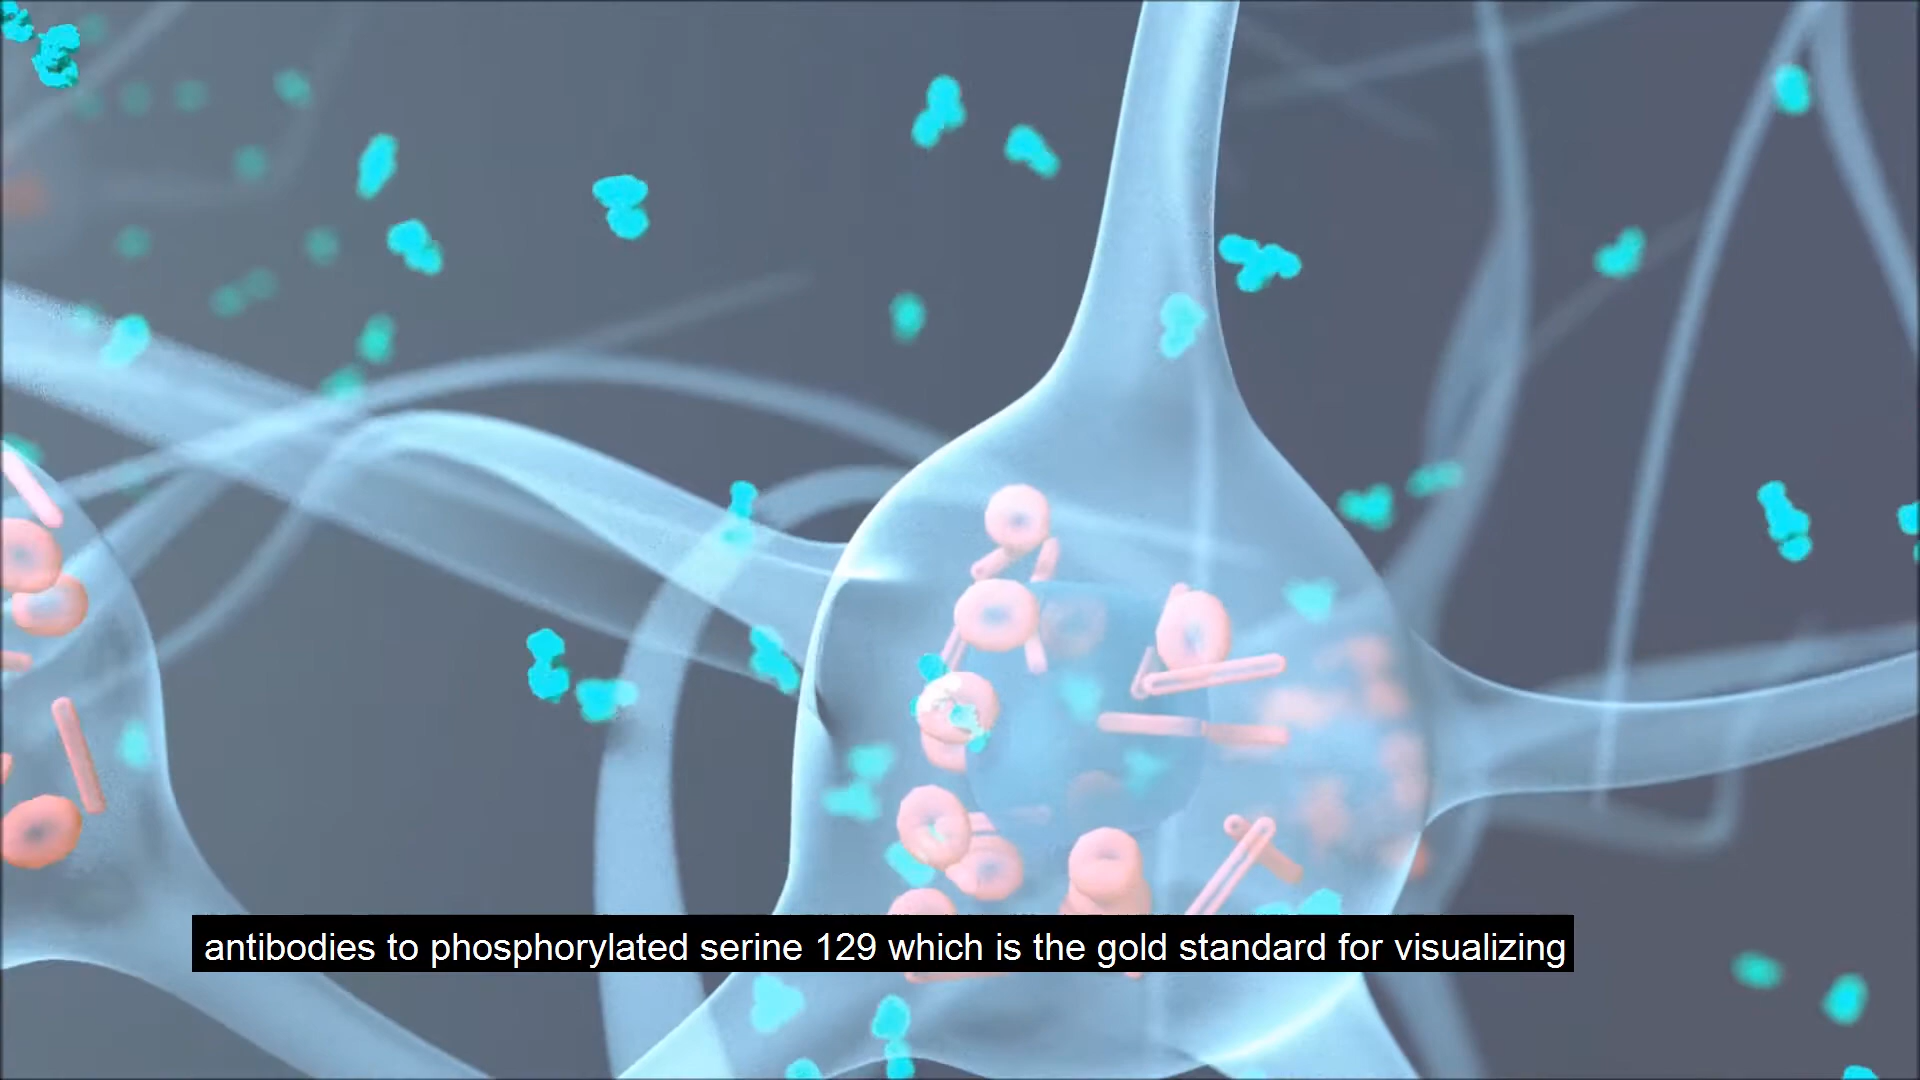 antibodies to phosphorylated serine 129 which is the gold standard for visualizing